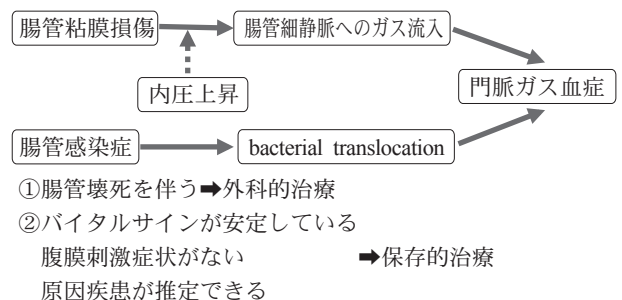 腸管粘膜損傷
腸管細静脈へのガス流入
内圧上昇
門脈ガス血症
腸管感染症
bacterial translocation
①腸管壊死を伴う➡外科的治療
②バイタルサインが安定している
腹膜刺激症状がない ➡保存的治療
原因疾患が推定できる